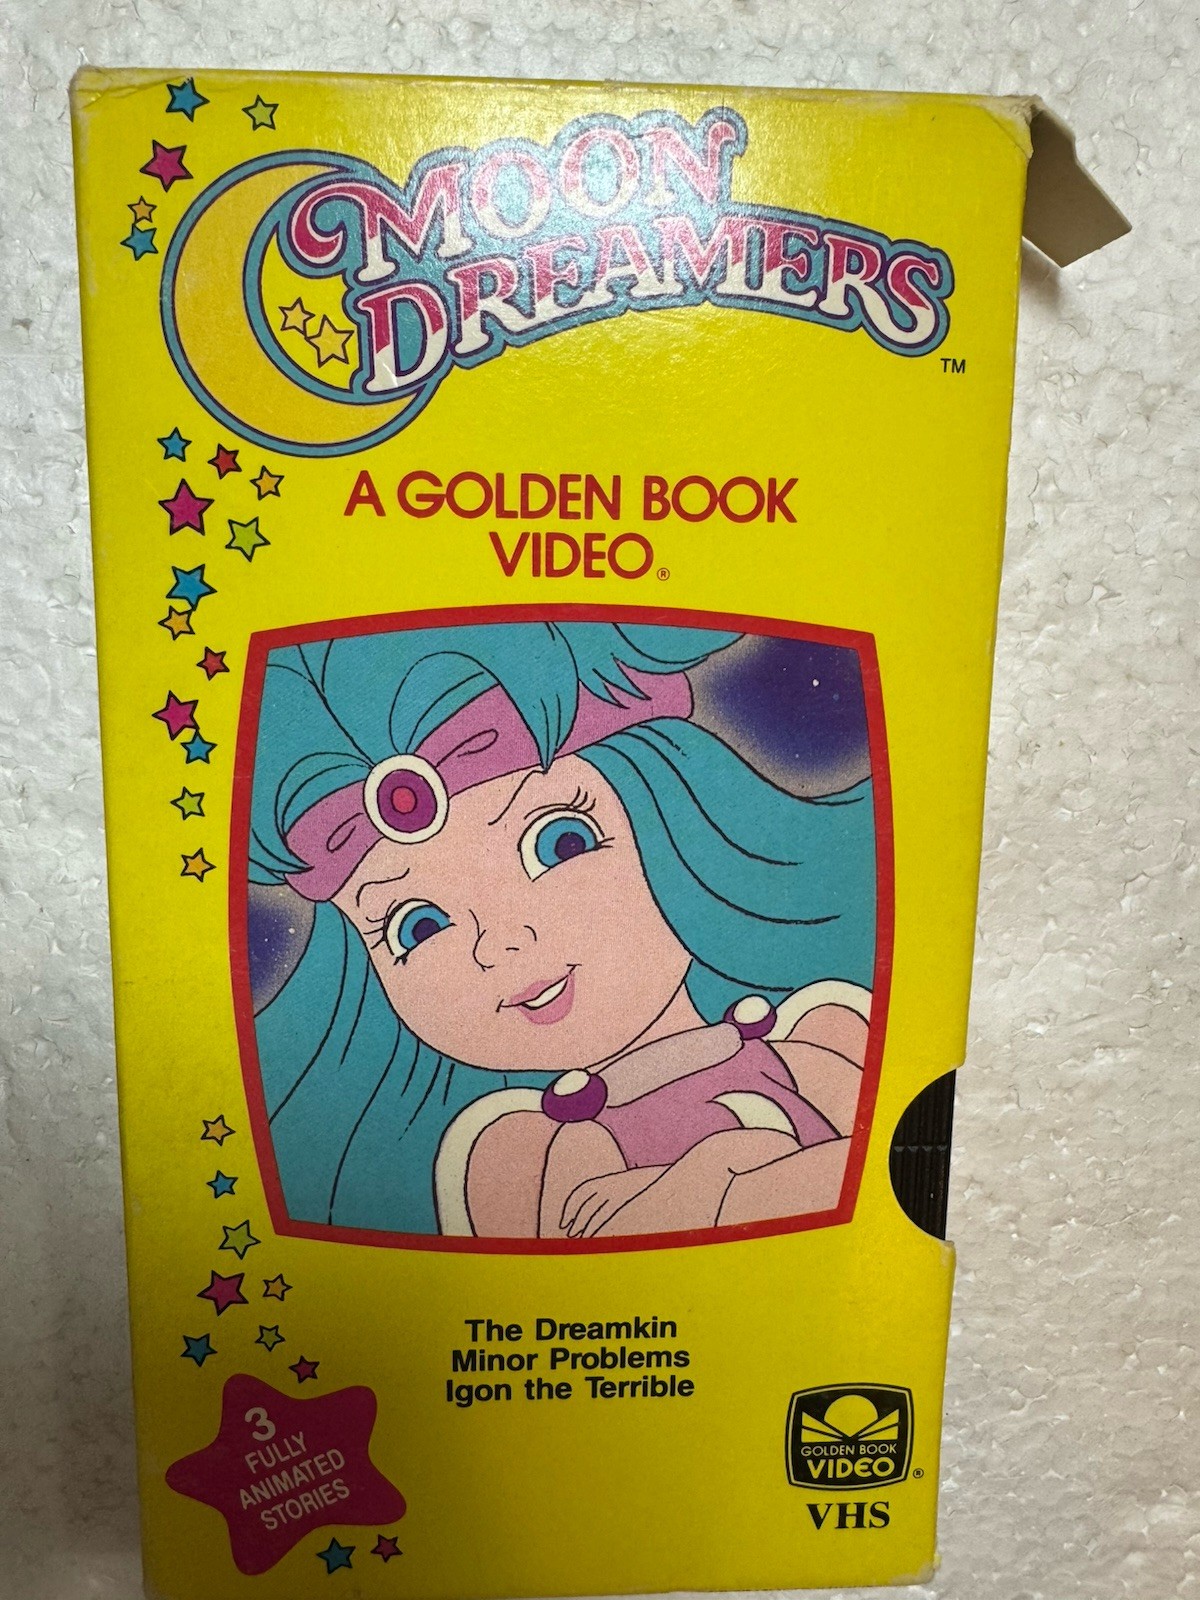 MOON
DREAMERS
TM
A GOLDEN BOOK
VIDEO®
The Dreamkin
Minor Problems
Igon the Terrible
3
FULLY
ANIMATED
STORIES
GOLDEN BOOK
VIDEO®
VHS